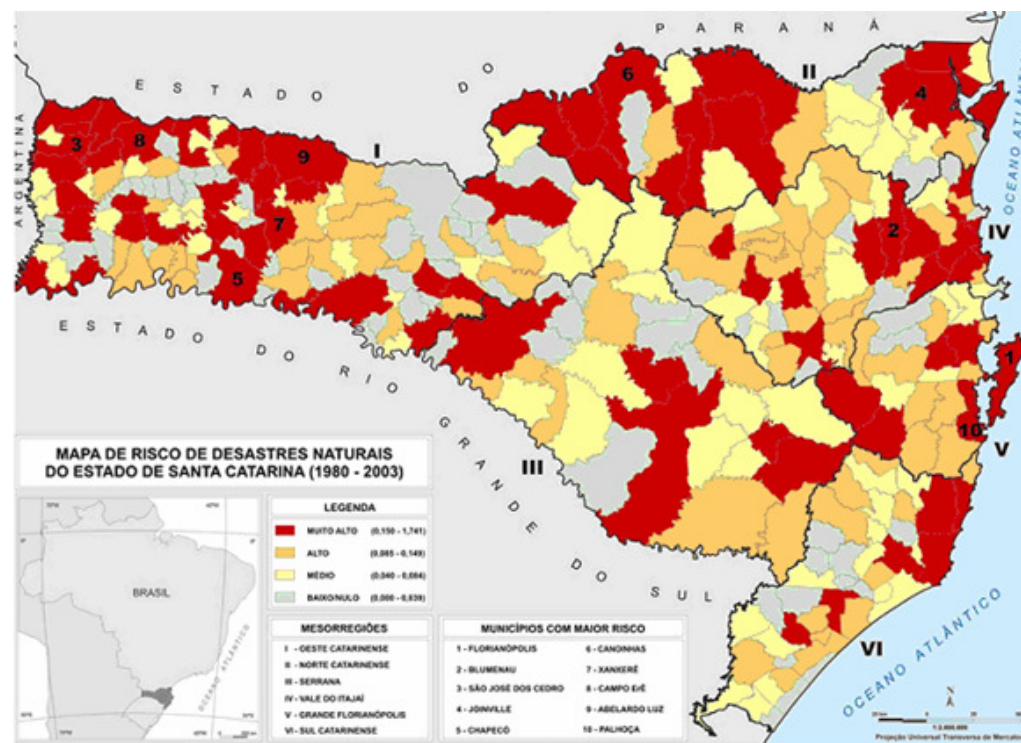 PARANÁ
ESTADO DO
II
6
4
ARGENTINA
3
8
9
I
OCEANO ATLÂNTICO
7
2
IV
5
ESTADO DO RIO GRANDE DO SUL
1
10
V
III
MAPA DE RISCO DE DESASTRES NATURAIS
DO ESTADO DE SANTA CATARINA (1980 - 2003)
LEGENDA
MUITO ALTO (0,150 - 1,741)
ALTO (0,085 - 0,149)
MÉDIO (0,040 - 0,084)
BAIXO/NULO (0,000 - 0,039)
BRASIL
OCEANO ATLÂNTICO
MESORREGIÕES
I - OESTE CATARINENSE
II - NORTE CATARINENSE
III - SERRANA
IV - VALE DO ITAJAÍ
V - GRANDE FLORIANÓPOLIS
VI - SUL CATARINENSE
MUNICÍPIOS COM MAIOR RISCO
1 - FLORIANÓPOLIS
2 - BLUMENAU
3 - SÃO JOSÉ DOS CEDRO
4 - JOINVILLE
5 - CHAPECÓ
6 - CANOINHAS
7 - XANXERÊ
8 - CAMPO ERÊ
9 - ABELARDO LUZ
10 - PALHOÇA
VI
OCEANO ATLÂNTICO
N
Projeção Universal Transversa de Mercator